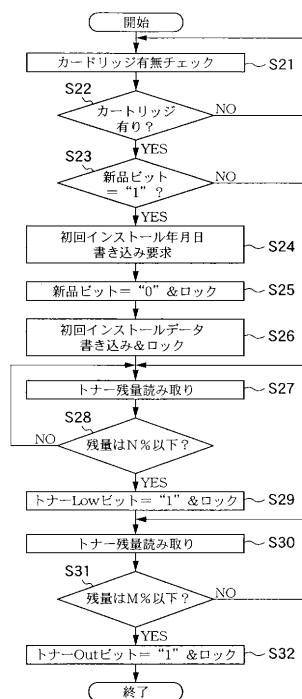 開始
カードリッジ有無チェック
S21
S22
カートリッジ
有り？
NO
YES
S23
新品ビット
＝“1”？
NO
YES
初回インストール年月日
書き込み要求
S24
新品ビット＝“0”＆ロック
S25
初回インストールデータ
書き込み＆ロック
S26
トナー残量読み取り
S27
S28
残量はN％以下？
NO
YES
トナーLowビット＝“1”＆ロック
S29
トナー残量読み取り
S30
S31
残量はM％以下？
NO
YES
トナーOutビット＝“1”＆ロック
S32
終了